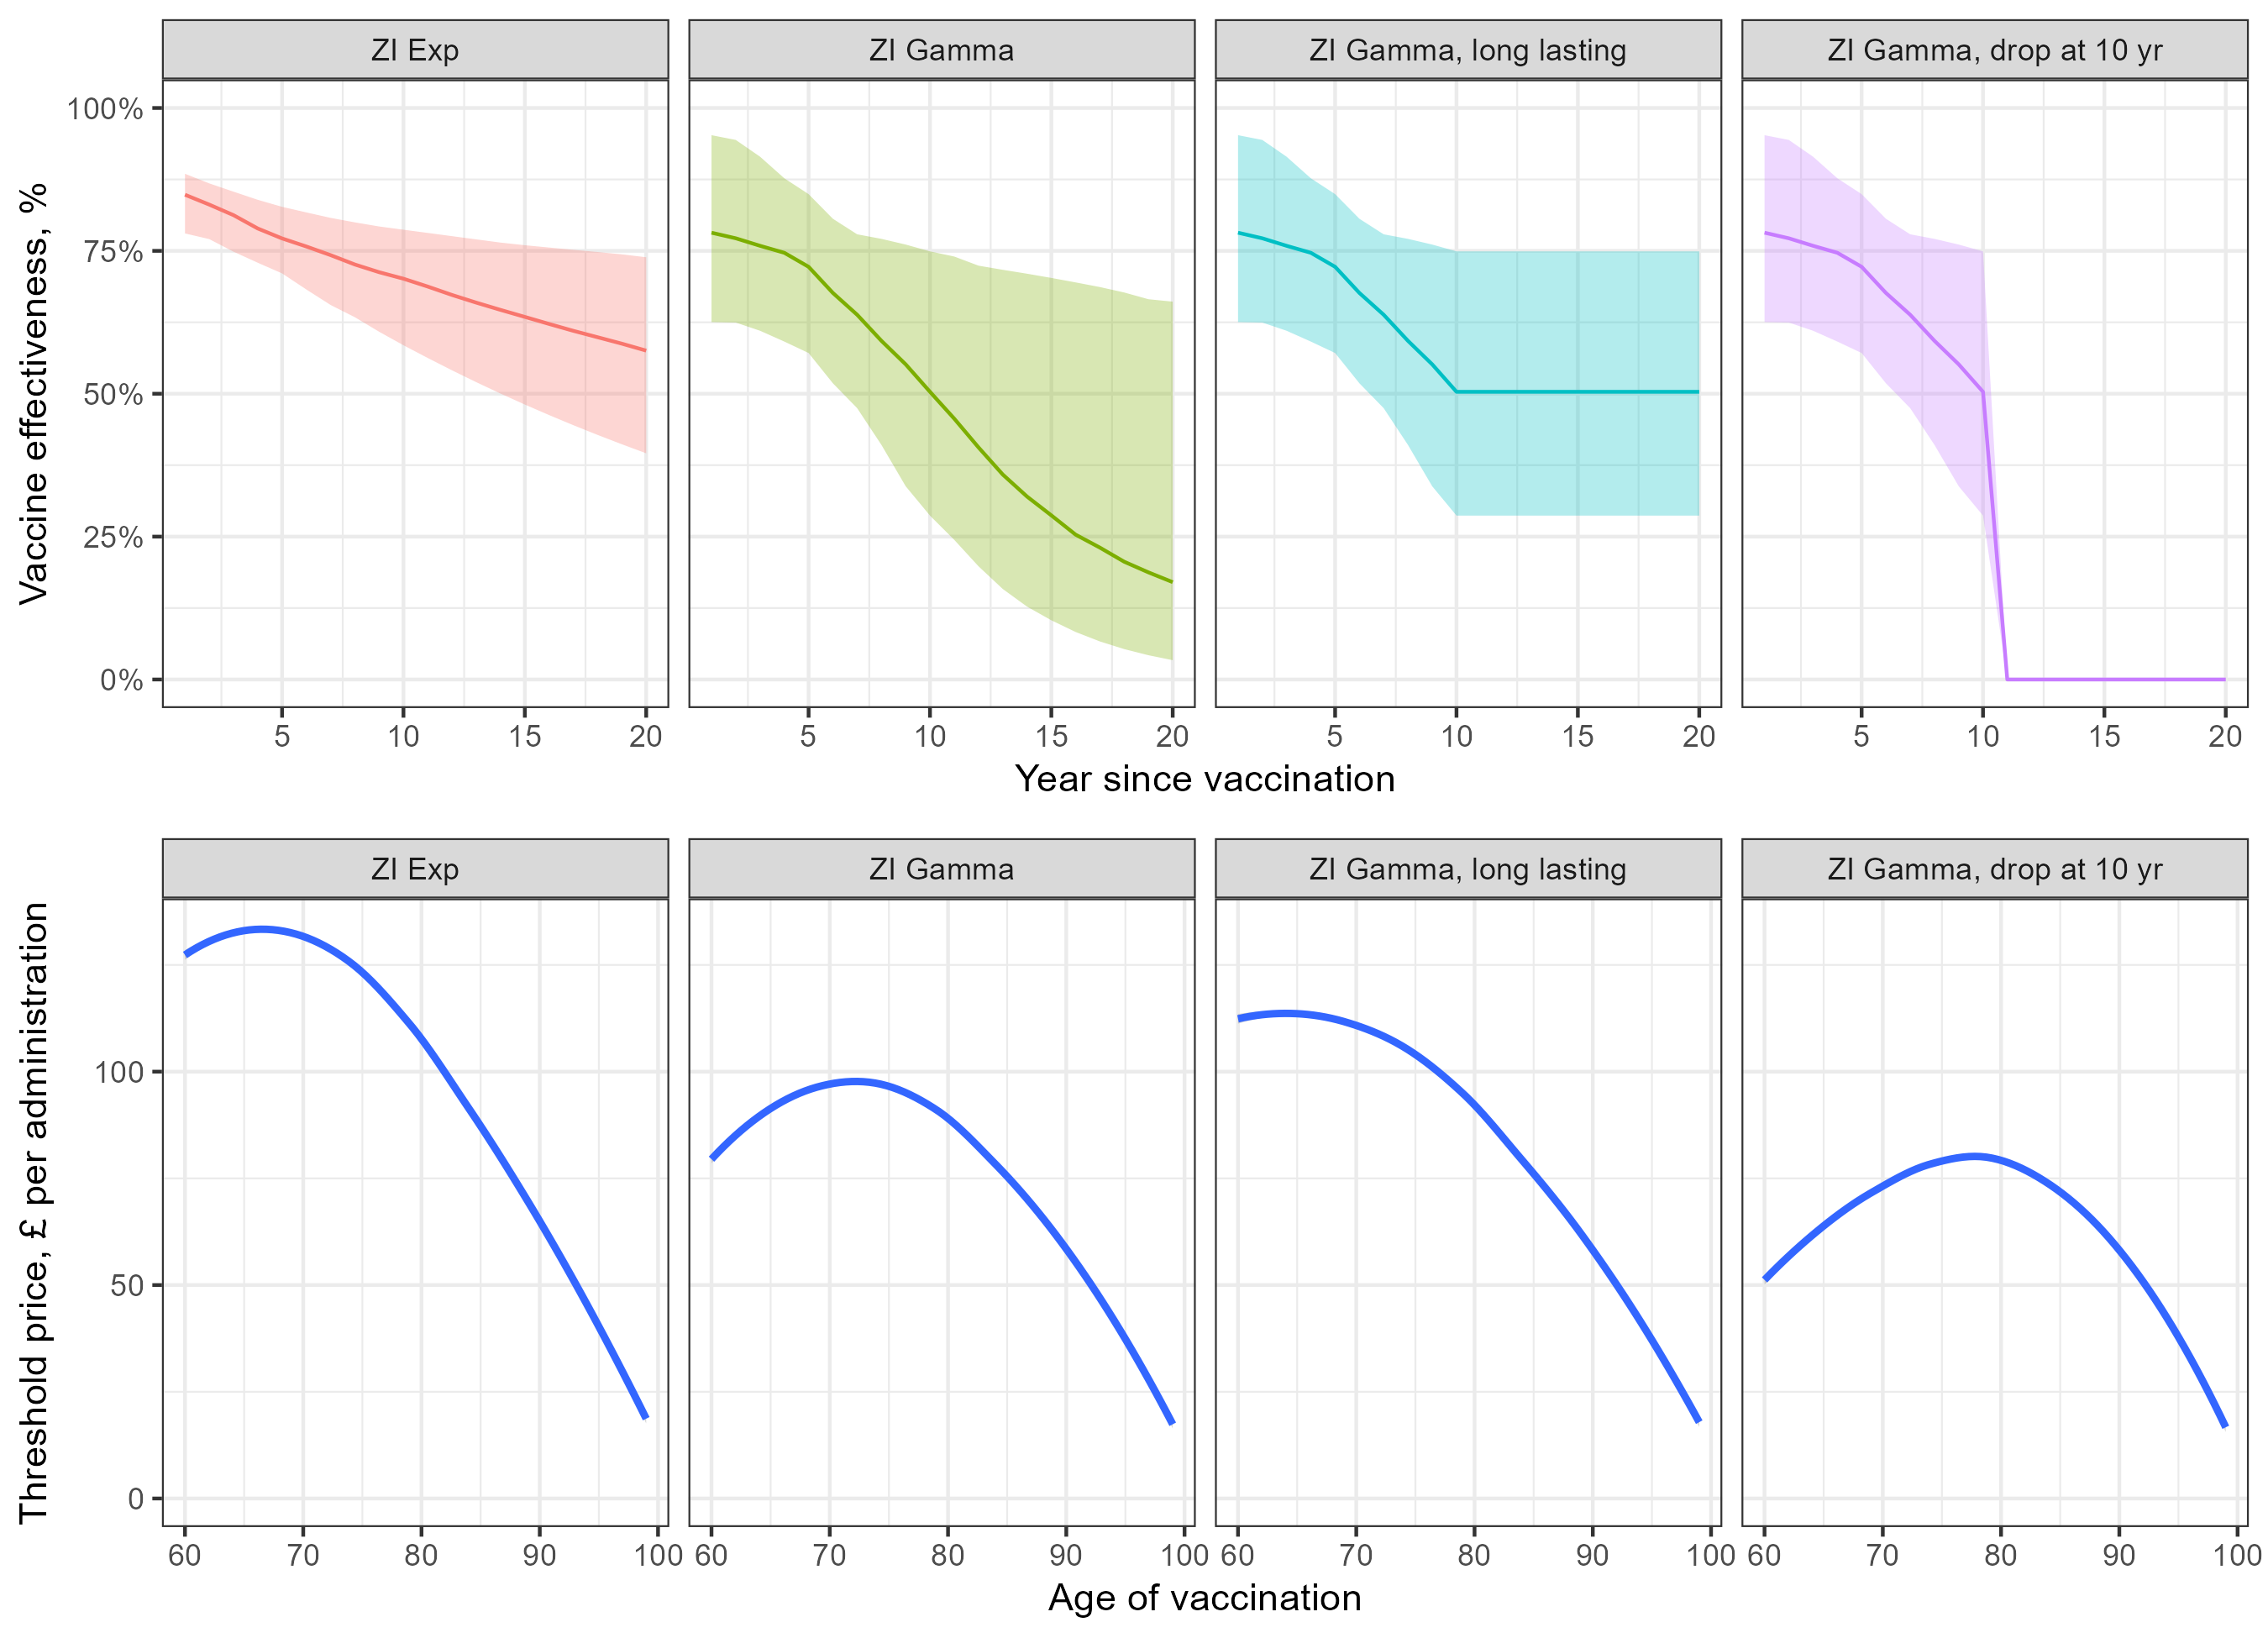 ZI Exp ZI Gamma ZI Gamma, long lasting ZI Gamma, drop at 10 yr
Vaccine effectiveness, %
100%
75%
50%
25%
0%
5 10 15 20 5 10 15 20 5 10 15 20 5 10 15 20
Year since vaccination
ZI Exp ZI Gamma ZI Gamma, long lasting ZI Gamma, drop at 10 yr
Threshold price, £ per administration
100
50
0
60 70 80 90 100 60 70 80 90 100 60 70 80 90 100 60 70 80 90 100
Age of vaccination